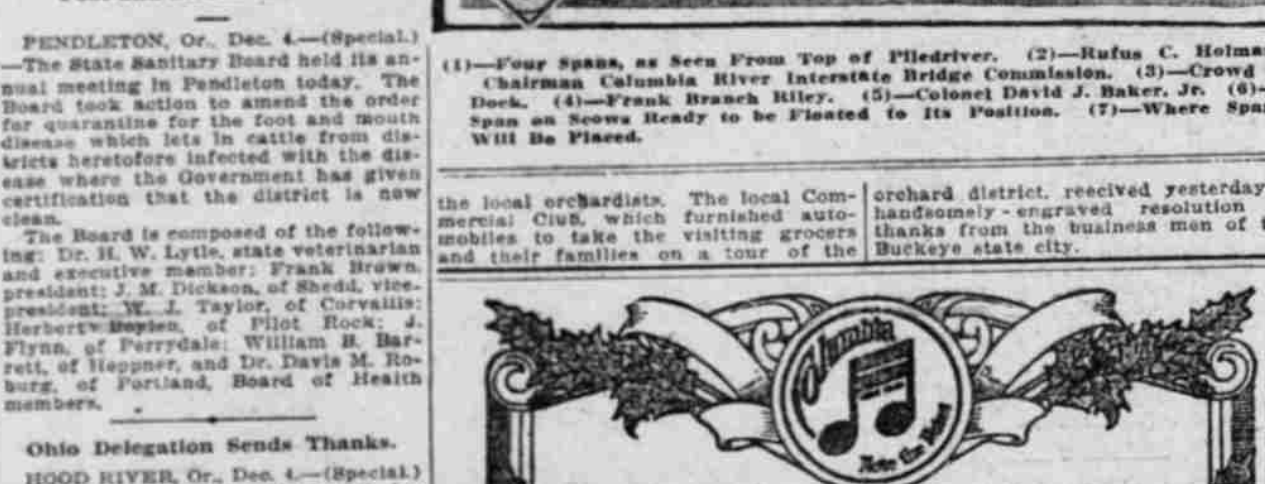 PENDLETON, Or., Dec. 4.—(Special.)
—The State Sanitary Board held its an-
nual meeting in Pendleton today. The
Board took action to amend the order
for quarantine for the foot and mouth
disease which lets in cattle from dis-
tricts heretofore infected with the dis-
ease where the Government has given
certification that the district is now
clean.
The Board is composed of the follow-
ing: Dr. H. W. Lytle, state veterinarian
and executive member; Frank Brown,
president; J. M. Dickson, of Shedd, vice-
president; W. J. Taylor, of Corvallis;
Herbert Boylen, of Pilot Rock; J.
Flynn, of Perrydale; William B. Bar-
rett, of Heppner, and Dr. Davis M. Ro-
burg, of Portland, Board of Health
members.
Ohio Delegation Sends Thanks.
HOOD RIVER, Or., Dec. 4.—(Special.)
(1)—Four Spans, as Seen From Top of Piledriver. (2)—Rufus C. Holma
Chairman Columbia River Interstate Bridge Commission. (3)—Crowd
Dock. (4)—Frank Branch Riley. (5)—Colonel David J. Baker, Jr. (6)—
Span on Scows Ready to be Floated to Its Position. (7)—Where Spa
Will Be Placed.
the local orchardists. The local Com-
mercial Club, which furnished auto-
mobiles to take the visiting grocers
and their families on a tour of the
orchard district, recived yesterday
handsomely-engraved resolution
thanks from the business men of t
Buckeye state city.
Columbia
Note the Notes